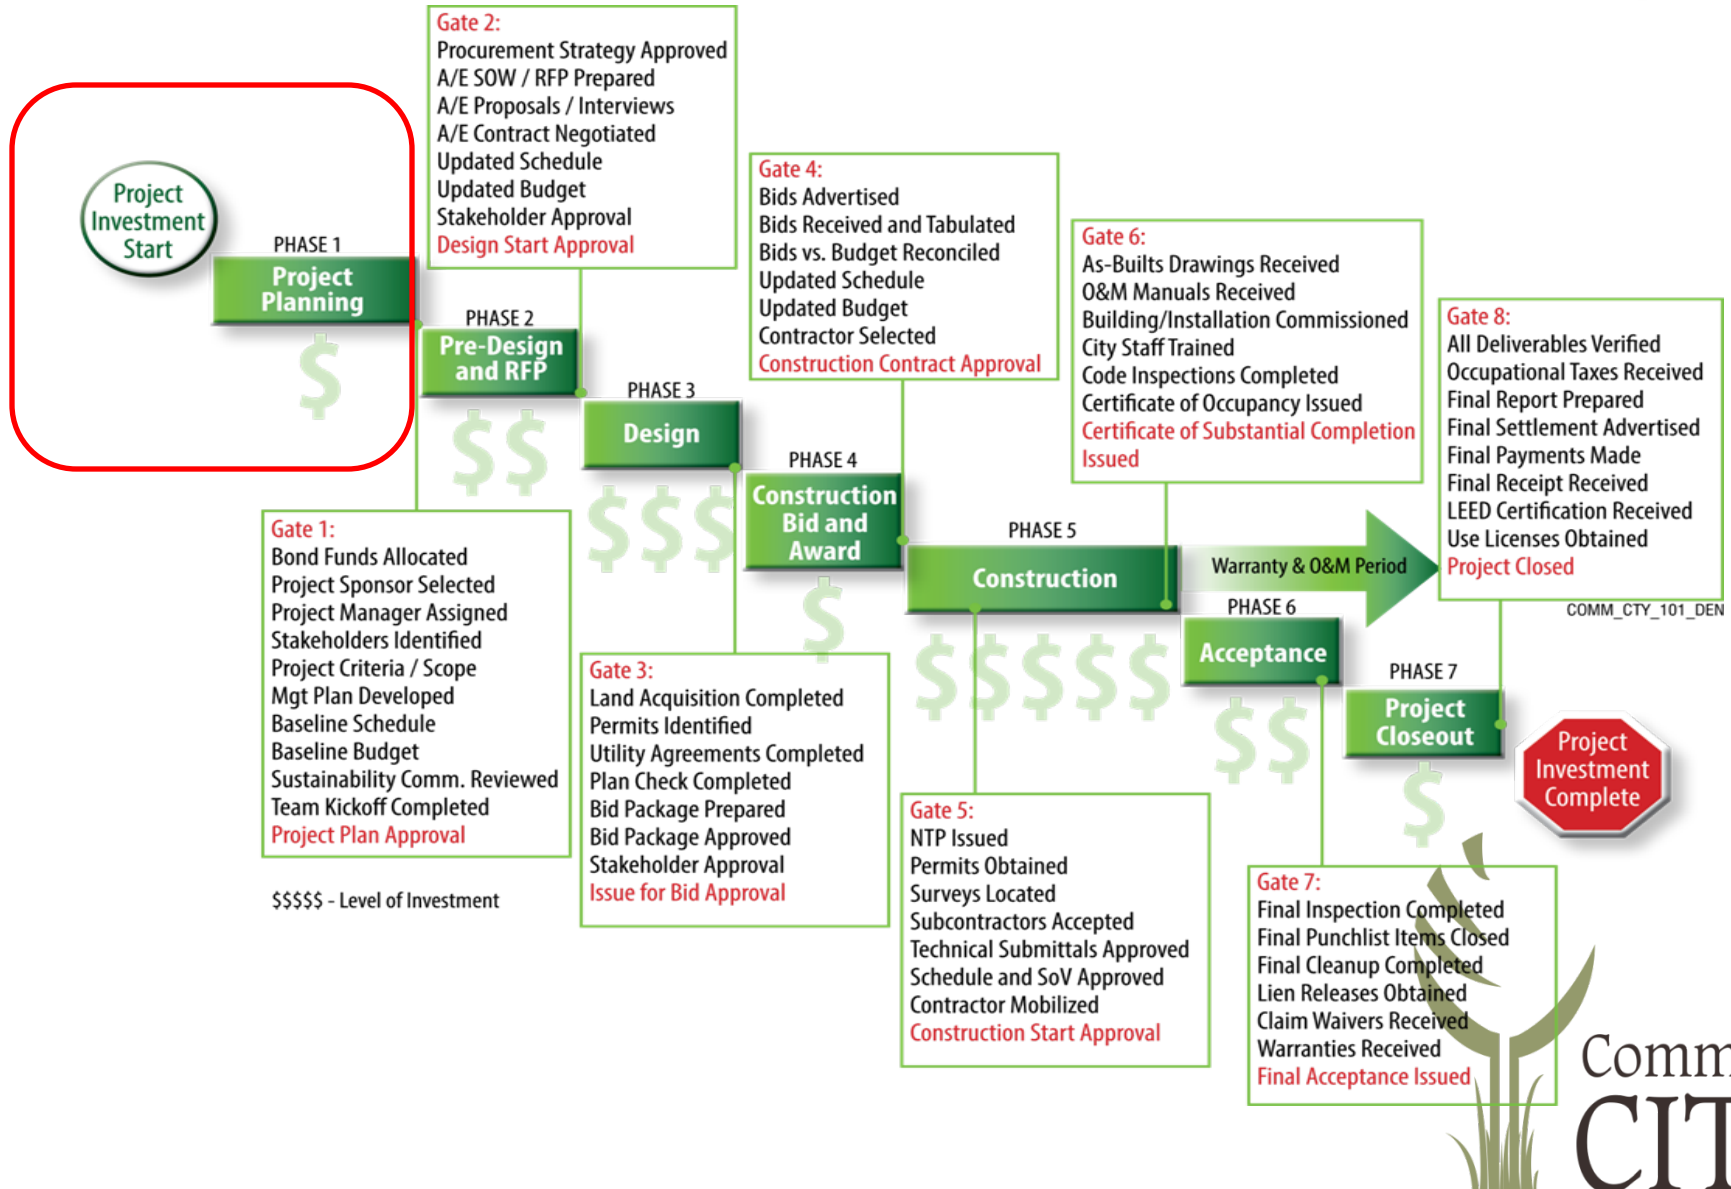 Project
Investment
Start
PHASE 1
Project
Planning
$
Gate 1:
Bond Funds Allocated
Project Sponsor Selected
Project Manager Assigned
Stakeholders Identified
Project Criteria / Scope
Mgt Plan Developed
Baseline Schedule
Baseline Budget
Sustainability Comm. Reviewed
Team Kickoff Completed
Project Plan Approval
$$$$$ - Level of Investment
Gate 2:
Procurement Strategy Approved
A/E SOW / RFP Prepared
A/E Proposals / Interviews
A/E Contract Negotiated
Updated Schedule
Updated Budget
Stakeholder Approval
Design Start Approval
PHASE 2
Pre-Design
and RFP
$$
PHASE 3
Design
$$$
Gate 3:
Land Acquisition Completed
Permits Identified
Utility Agreements Completed
Plan Check Completed
Bid Package Prepared
Bid Package Approved
Stakeholder Approval
Issue for Bid Approval
Gate 4:
Bids Advertised
Bids Received and Tabulated
Bids vs. Budget Reconciled
Updated Schedule
Updated Budget
Contractor Selected
Construction Contract Approval
PHASE 4
Construction
Bid and
Award
$
PHASE 5
Construction
$$$$$
Gate 5:
NTP Issued
Permits Obtained
Surveys Located
Subcontractors Accepted
Technical Submittals Approved
Schedule and SoV Approved
Contractor Mobilized
Construction Start Approval
Gate 6:
As-Builts Drawings Received
O&M Manuals Received
Building/Installation Commissioned
City Staff Trained
Code Inspections Completed
Certificate of Occupancy Issued
Certificate of Substantial Completion
Issued
Warranty & O&M Period
PHASE 6
Acceptance
$$
Gate 7:
Final Inspection Completed
Final Punchlist Items Closed
Final Cleanup Completed
Lien Releases Obtained
Claim Waivers Received
Warranties Received
Final Acceptance Issued
Gate 8:
All Deliverables Verified
Occupational Taxes Received
Final Report Prepared
Final Settlement Advertised
Final Payments Made
Final Receipt Received
LEED Certification Received
Use Licenses Obtained
Project Closed
COMM_CTY_101_DEN
PHASE 7
Project
Closeout
$
Project
Investment
Complete